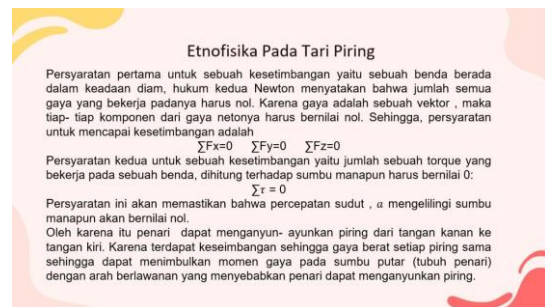 Etnofisika Pada Tari Piring
Persyaratan pertama untuk sebuah kesetimbangan yaitu sebuah benda berada
dalam keadaan diam, hukum kedua Newton menyatakan bahwa jumlah semua
gaya yang bekerja padanya harus nol. Karena gaya adalah sebuah vektor , maka
tiap- tiap komponen dari gaya netonya harus bernilai nol. Sehingga, persyaratan
untuk mencapai kesetimbangan adalah
∑Fx=0 ∑Fy=0 ∑Fz=0
Persyaratan kedua untuk sebuah kesetimbangan yaitu jumlah sebuah torque yang
bekerja pada sebuah benda, dihitung terhadap sumbu manapun harus bernilai 0:
∑τ = 0
Persyaratan ini akan memastikan bahwa percepatan sudut , α mengelilingi sumbu
manapun akan bernilai nol.
Oleh karena itu penari dapat menganyun- ayunkan piring dari tangan kanan ke
tangan kiri. Karena terdapat keseimbangan sehingga gaya berat setiap piring sama
sehingga dapat menimbulkan momen gaya pada sumbu putar (tubuh penari)
dengan arah berlawanan yang menyebabkan penari dapat menganyunkan piring.